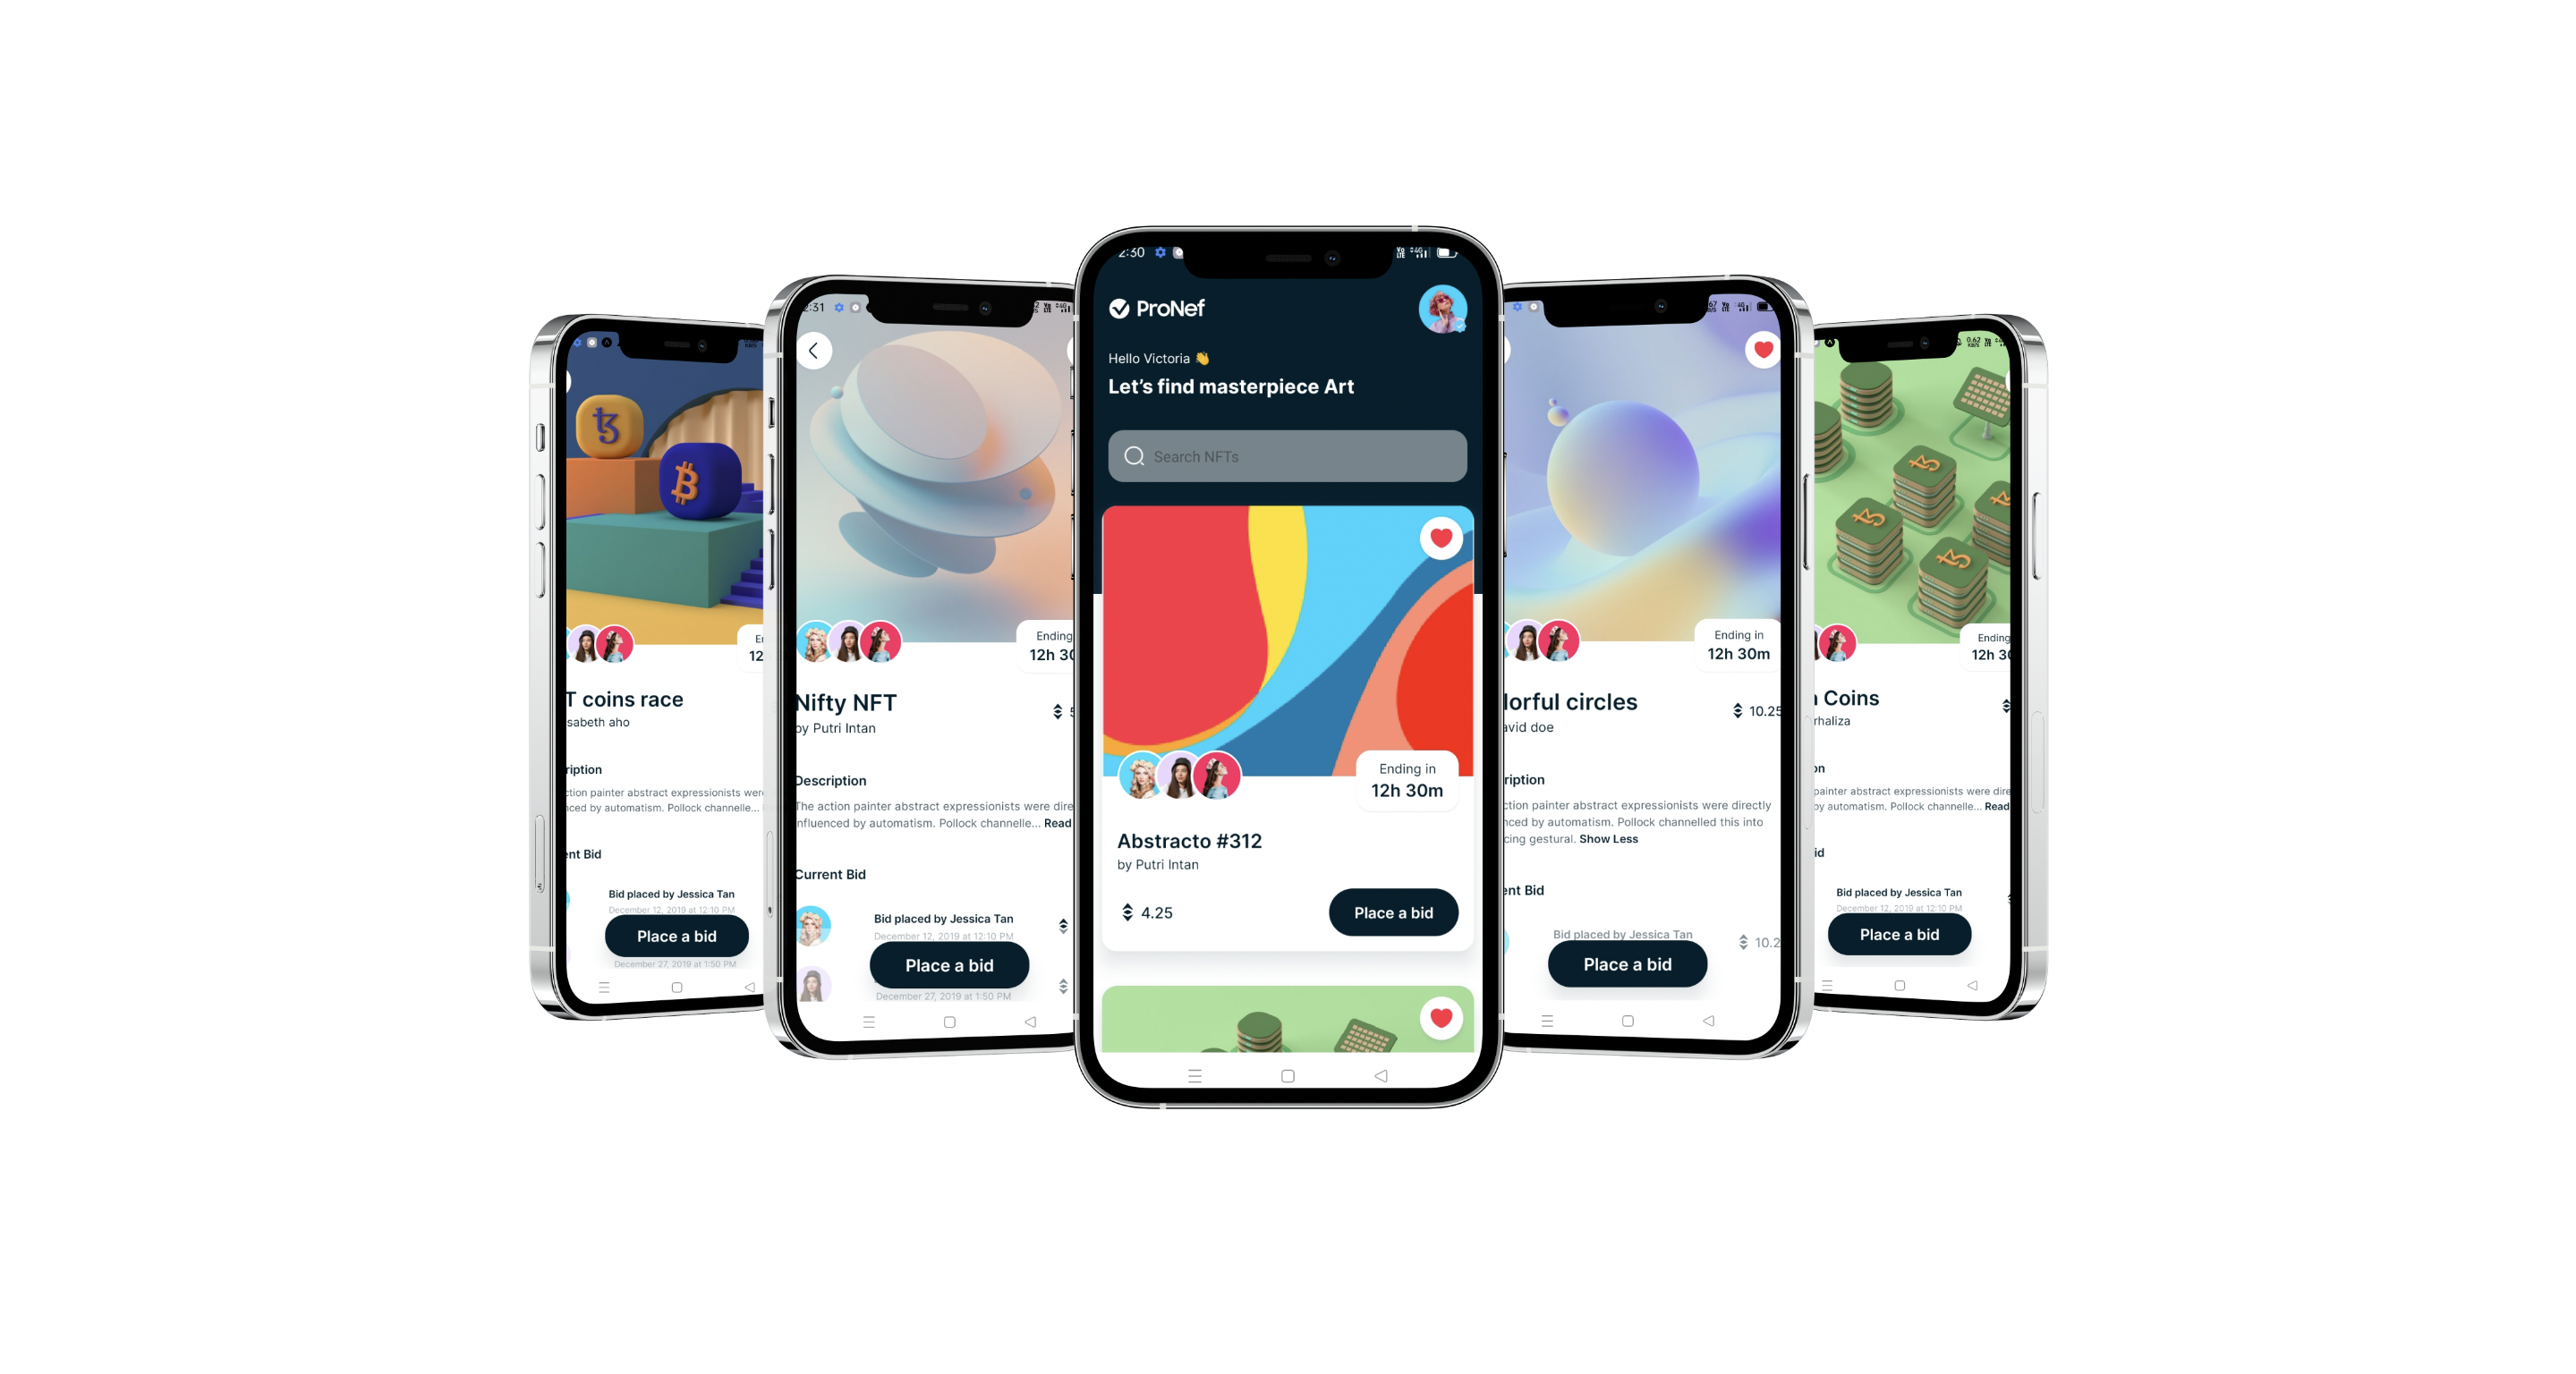 T coins race
sabeth aho
ription
ction painter abstract expressionists were
nced by automatism. Pollock channelle...
ent Bid
Bid placed by Jessica Tan
December 12, 2019 at 12:10 PM
Place a bid
December 27, 2019 at 1:50 PM
2:31
Ending
12h 30
Nifty NFT
by Putri Intan
Description
The action painter abstract expressionists were dire
nfluenced by automatism. Pollock channelle... Read
Current Bid
Bid placed by Jessica Tan
December 12, 2019 at 12:10 PM
Place a bid
December 27, 2019 at 1:50 PM
2:30
ProNef
Hello Victoria 👋
Let's find masterpiece Art
Search NFTs
Ending in
12h 30m
Abstracto #312
by Putri Intan
4.25 Place a bid
Ending in
12h 30m
lorful circles
10.25
avid doe
ription
ction painter abstract expressionists were directly
nced by automatism. Pollock channelled this into
cing gestural. Show Less
ent Bid
Bid placed by Jessica Tan
10.2
Place a bid
0.62
Ending
12h 30
Coins
rhaliza
on
painter abstract expressionists were dire
by automatism. Pollock channelle... Read
id
Bid placed by Jessica Tan
December 12, 2019 at 12:10 PM
Place a bid